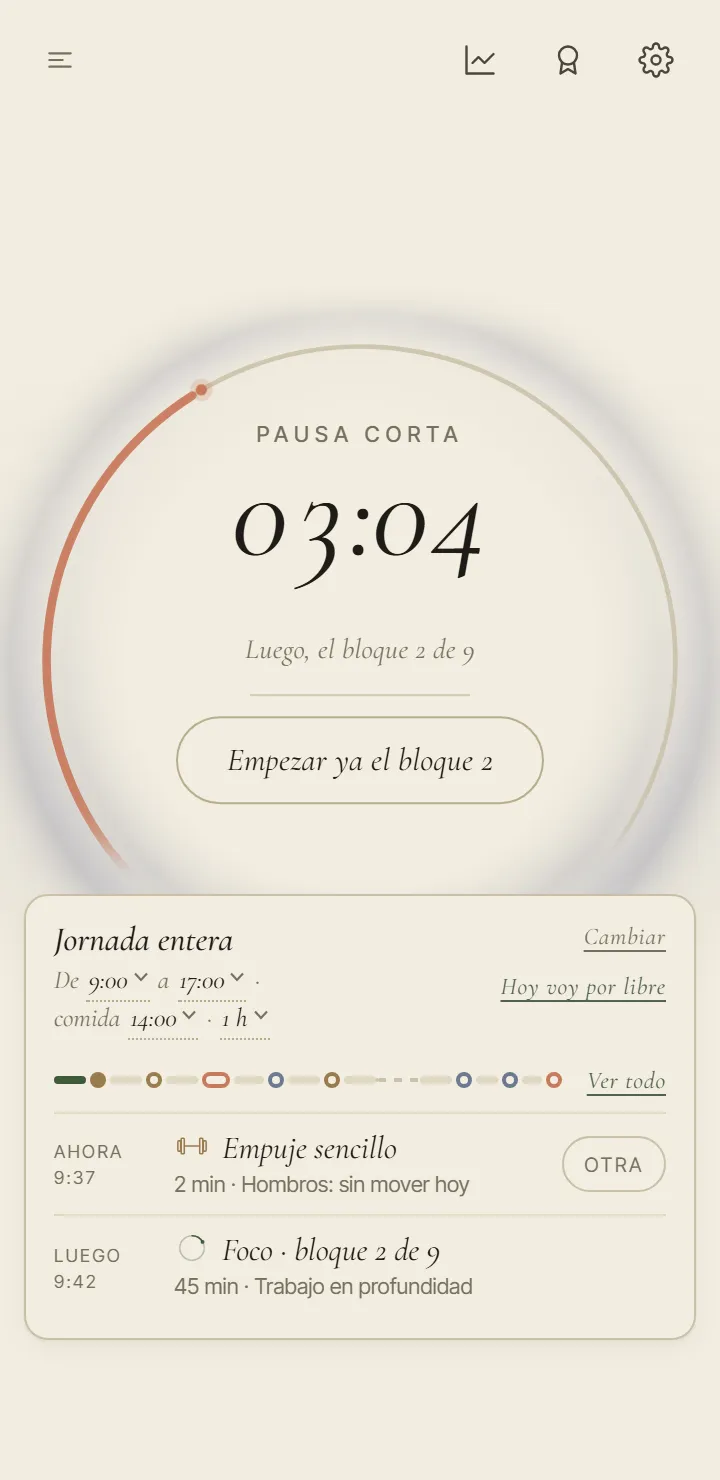 PAUSA CORTA
03:04
Luego, el bloque 2 de 9
Empezar ya el bloque 2
Jornada entera
Cambiar
De 9:00 a 17:00 ·
Hoy voy por libre
comida 14:00 · 1 h
Ver todo
AHORA
9:37
Empuje sencillo
2 min · Hombros: sin mover hoy
OTRA
LUEGO
9:42
Foco · bloque 2 de 9
45 min · Trabajo en profundidad